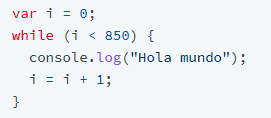 var i = 0;
while (i < 850) {
  console.log("Hola mundo");
  i = i + 1;
}